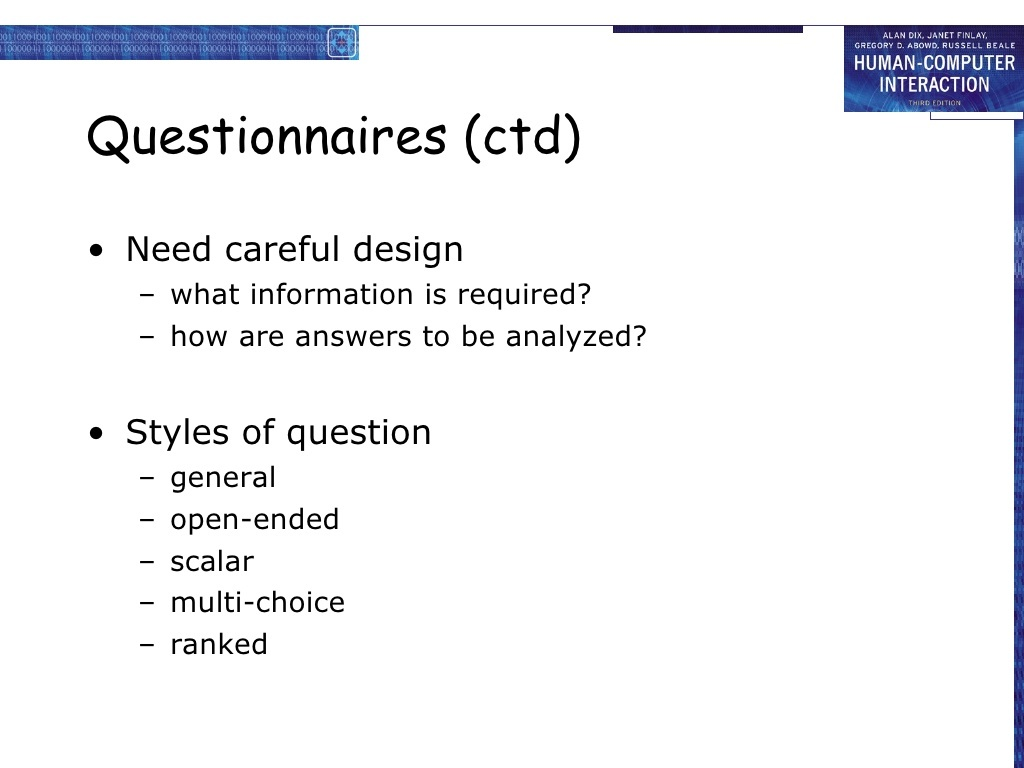 ALAN DIX, JANET FINLAY,
GREGORY D. ABOWD, RUSSELL BEALE
HUMAN-COMPUTER
INTERACTION
THIRD EDITION
Questionnaires (ctd)
• Need careful design
– what information is required?
– how are answers to be analyzed?
• Styles of question
– general
– open-ended
– scalar
– multi-choice
– ranked